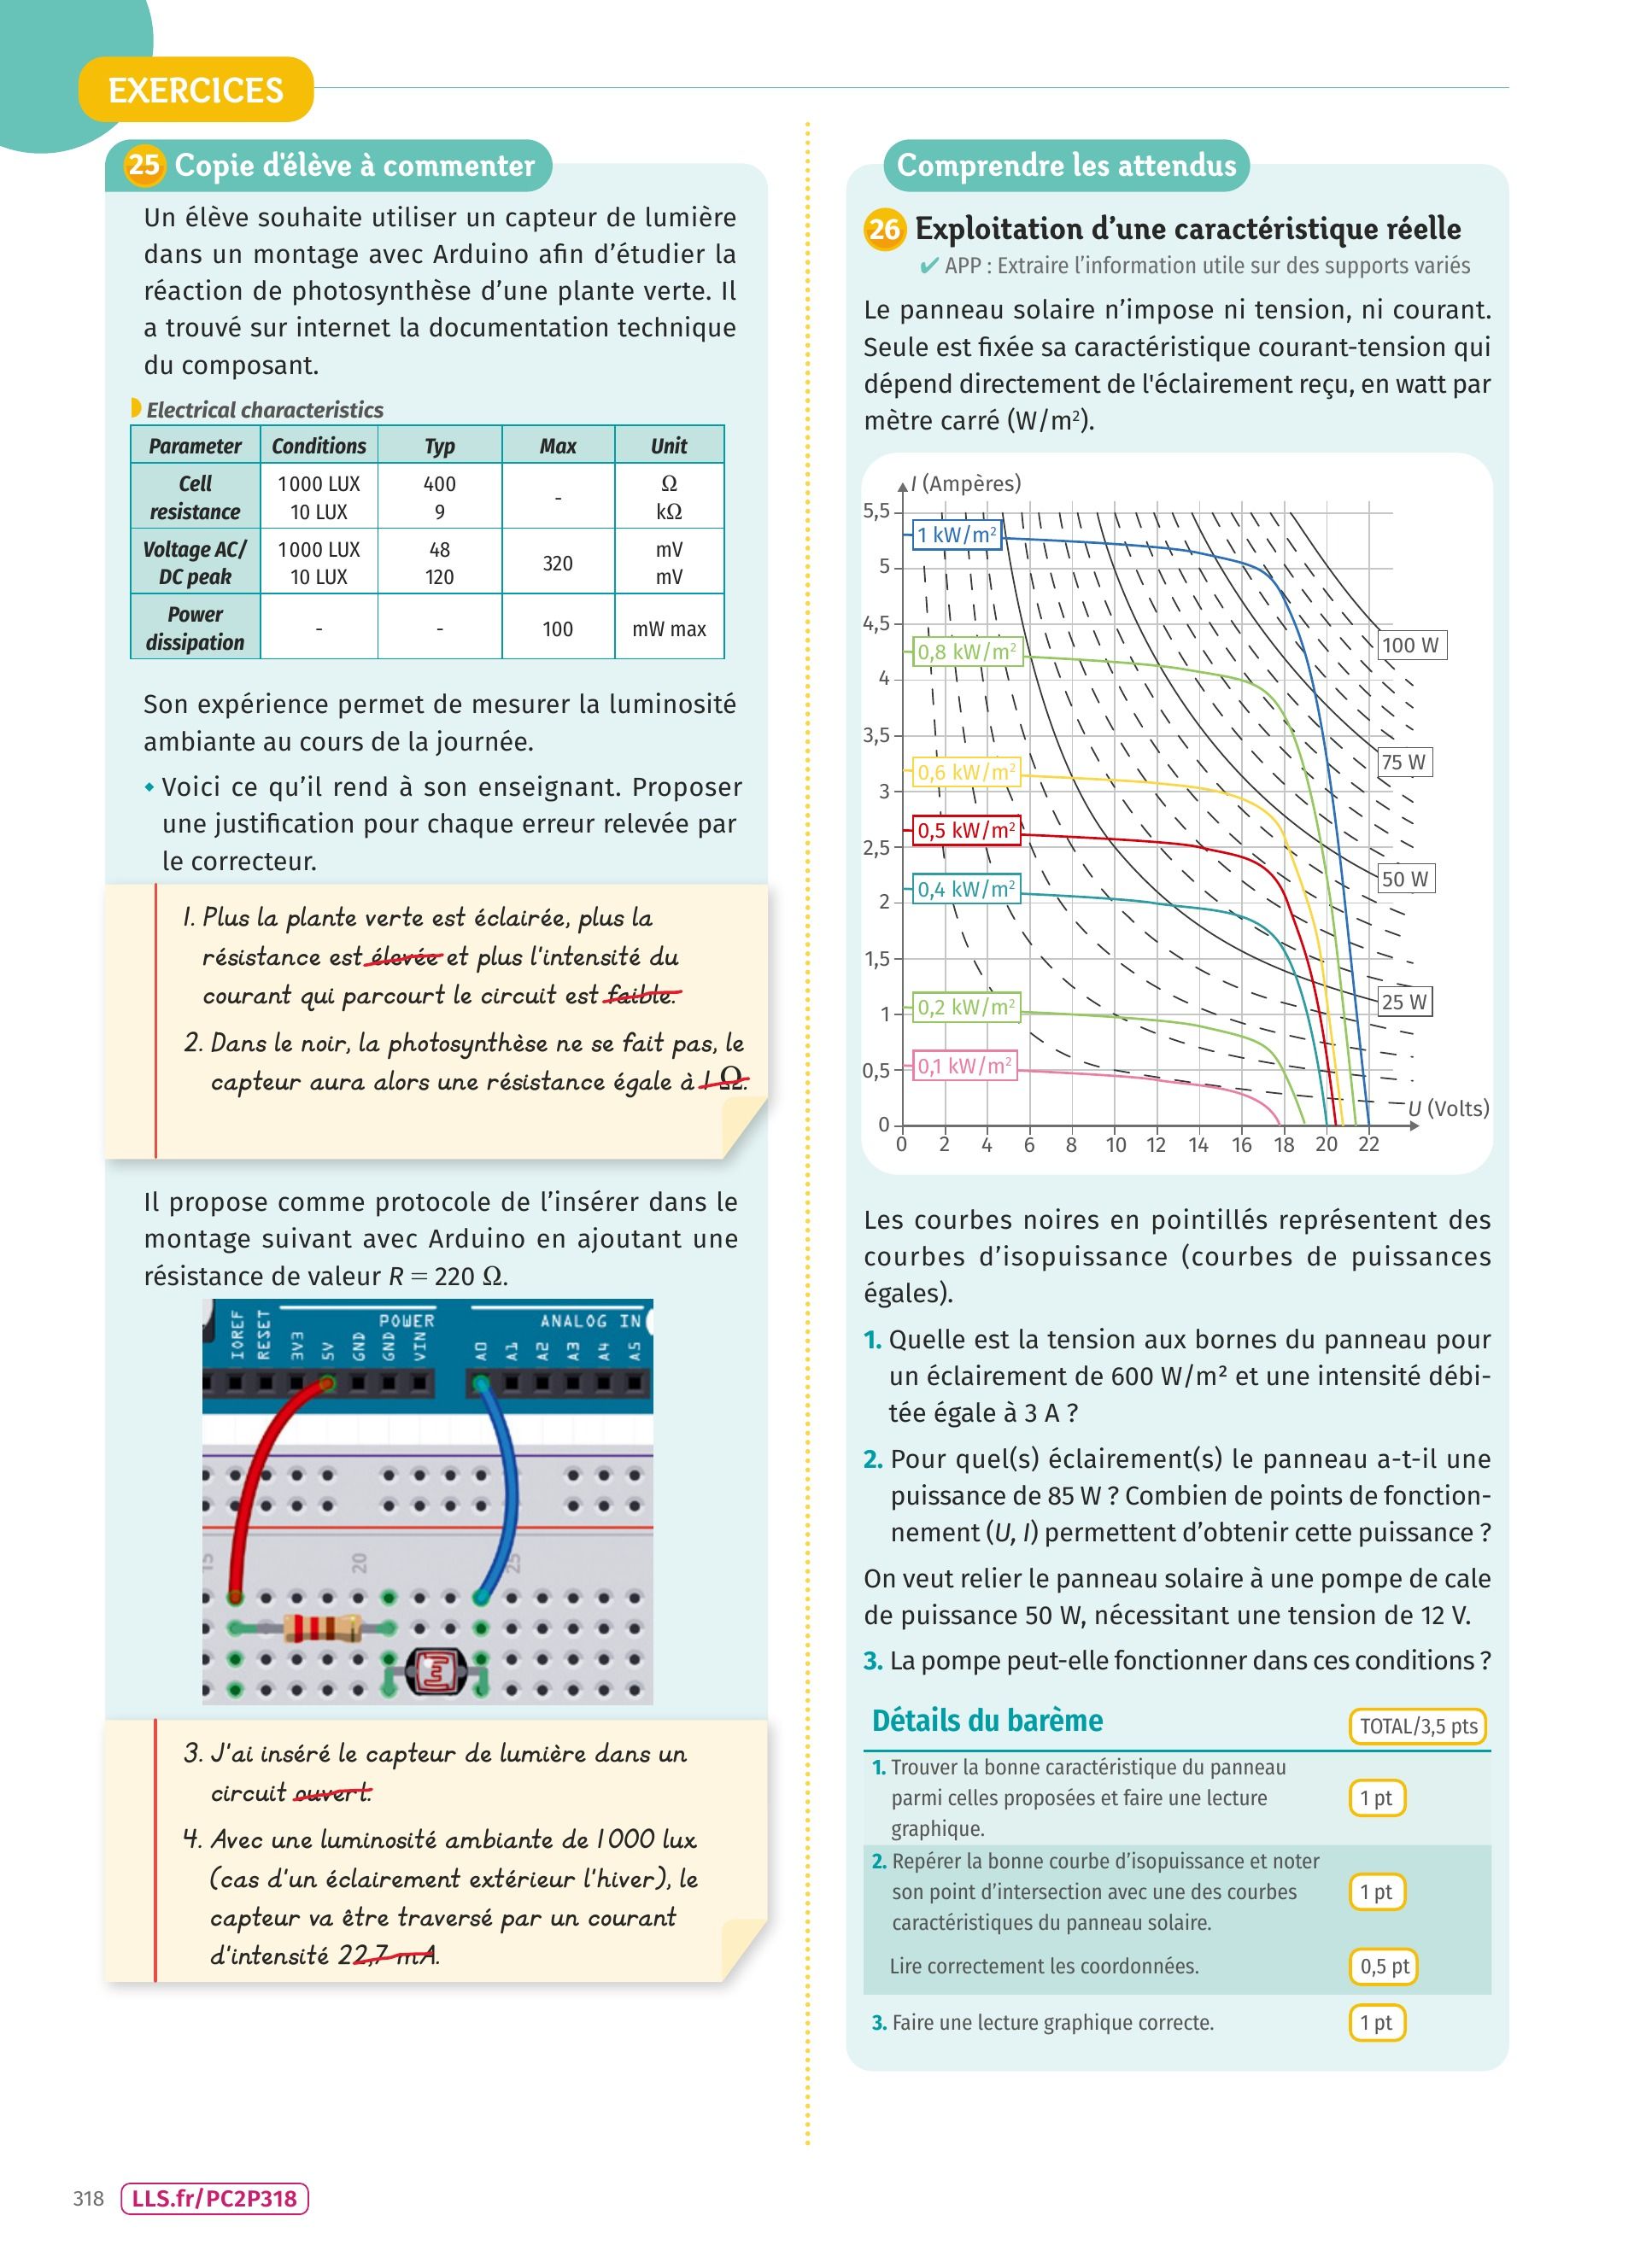 EXERCICES
25 Copie d'élève à commenter
Un élève souhaite utiliser un capteur de lumière
dans un montage avec Arduino afin d’étudier la
réaction de photosynthèse d’une plante verte. Il
a trouvé sur internet la documentation technique
du composant.
Electrical characteristics
Parameter Conditions Typ Max Unit
Cell resistance 1000 LUX 400 - Ω
10 LUX 9 kΩ
Voltage AC/ DC peak 1000 LUX 48 320 mV
10 LUX 120 mV
Power dissipation - - 100 mW max
Son expérience permet de mesurer la luminosité
ambiante au cours de la journée.
Voici ce qu’il rend à son enseignant. Proposer
une justification pour chaque erreur relevée par
le correcteur.
1. Plus la plante verte est éclairée, plus la
résistance est élevée et plus l'intensité du
courant qui parcourt le circuit est faible.
2. Dans le noir, la photosynthèse ne se fait pas, le
capteur aura alors une résistance égale à 1 Ω.
Il propose comme protocole de l’insérer dans le
montage suivant avec Arduino en ajoutant une
résistance de valeur R = 220 Ω.
POWER ANALOG IN
IOREF RESET 3V3 5V GND GND VIN A0 A1 A2 A3 A4 A5
15 20 25
3. J'ai inséré le capteur de lumière dans un
circuit ouvert.
4. Avec une luminosité ambiante de 1000 lux
(cas d'un éclairement extérieur l'hiver), le
capteur va être traversé par un courant
d'intensité 22,7 mA.
Comprendre les attendus
26 Exploitation d’une caractéristique réelle
✔ APP : Extraire l’information utile sur des supports variés
Le panneau solaire n’impose ni tension, ni courant.
Seule est fixée sa caractéristique courant-tension qui
dépend directement de l'éclairement reçu, en watt par
mètre carré (W/m²).
I (Ampères)
5,5
1 kW/m²
5
4,5
0,8 kW/m²
100 W
4
3,5
75 W
0,6 kW/m²
3
0,5 kW/m²
2,5
0,4 kW/m²
50 W
2
1,5
0,2 kW/m²
25 W
1
0,1 kW/m²
0,5
U (Volts)
0
0 2 4 6 8 10 12 14 16 18 20 22
Les courbes noires en pointillés représentent des
courbes d’isopuissance (courbes de puissances
égales).
1. Quelle est la tension aux bornes du panneau pour
un éclairement de 600 W/m² et une intensité débi-
tée égale à 3 A ?
2. Pour quel(s) éclairement(s) le panneau a-t-il une
puissance de 85 W ? Combien de points de fonction-
nement (U, I) permettent d’obtenir cette puissance ?
On veut relier le panneau solaire à une pompe de cale
de puissance 50 W, nécessitant une tension de 12 V.
3. La pompe peut-elle fonctionner dans ces conditions ?
Détails du barème TOTAL/3,5 pts
1. Trouver la bonne caractéristique du panneau
parmi celles proposées et faire une lecture 1 pt
graphique.
2. Repérer la bonne courbe d’isopuissance et noter
son point d’intersection avec une des courbes 1 pt
caractéristiques du panneau solaire.
Lire correctement les coordonnées. 0,5 pt
3. Faire une lecture graphique correcte. 1 pt
318 LLS.fr/PC2P318